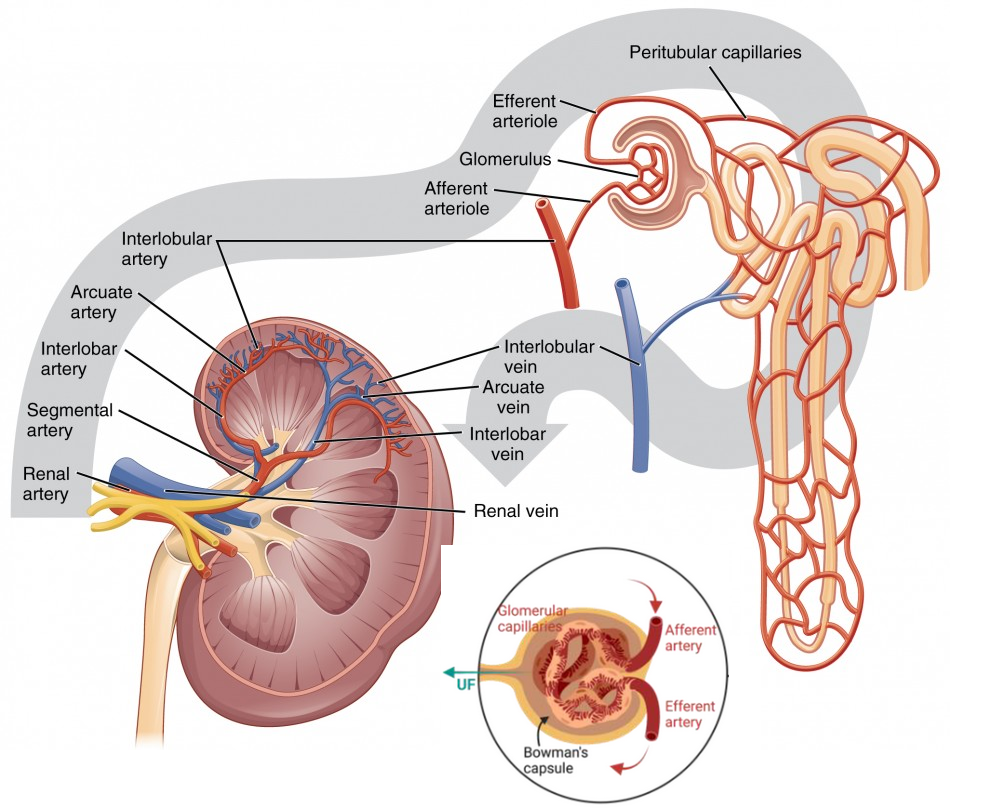 Peritubular capillaries
Efferent
arteriole
Glomerulus
Afferent
arteriole
Interlobular
artery
Arcuate
artery
Interlobar
artery
Segmental
artery
Renal
artery
Interlobular
vein
Arcuate
vein
Interlobar
vein
Renal vein
Glomerular
capillaries
Afferent
artery
UF
Efferent
artery
Bowman's
capsule